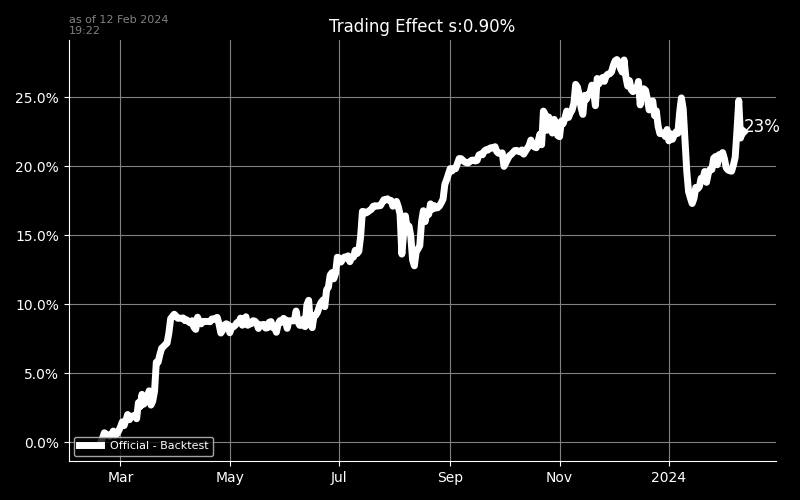 as of 12 Feb 2024
19:22
Trading Effect s:0.90%
25.0%
20.0%
15.0%
10.0%
5.0%
0.0%
23%
Official - Backtest
Mar
May
Jul
Sep
Nov
2024